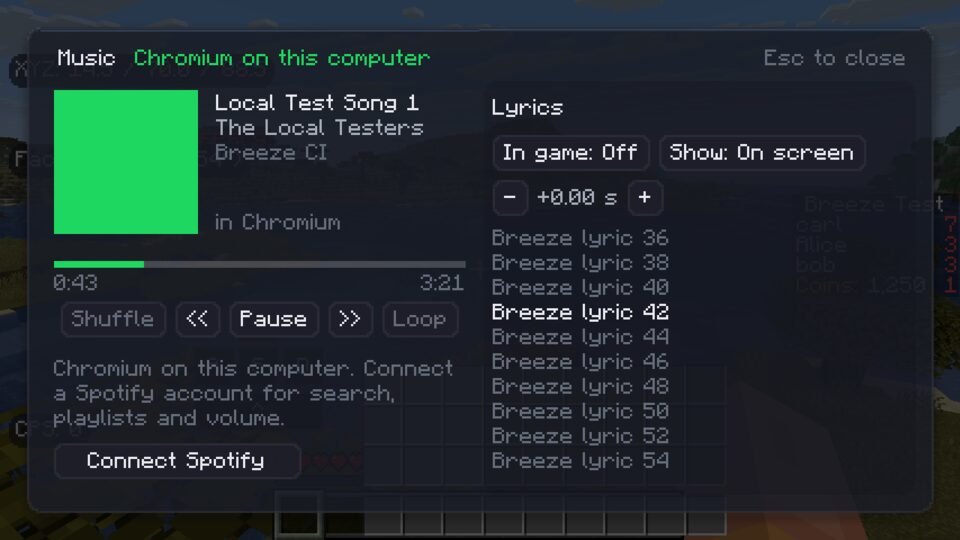 Music Chromium on this computer
Esc to close
Local Test Song 1
The Local Testers
Breeze CI
in Chromium
0:43
3:21
Shuffle << Pause >> Loop
Chromium on this computer. Connect
a Spotify account for search,
playlists and volume.
Connect Spotify
Lyrics
In game: Off Show: On screen
- +0.00 s +
Breeze lyric 36
Breeze lyric 38
Breeze lyric 40
Breeze lyric 42
Breeze lyric 44
Breeze lyric 46
Breeze lyric 48
Breeze lyric 50
Breeze lyric 52
Breeze lyric 54
Breeze Test
carl 7
Alice 3
bob 3
Coins: 1,250 1